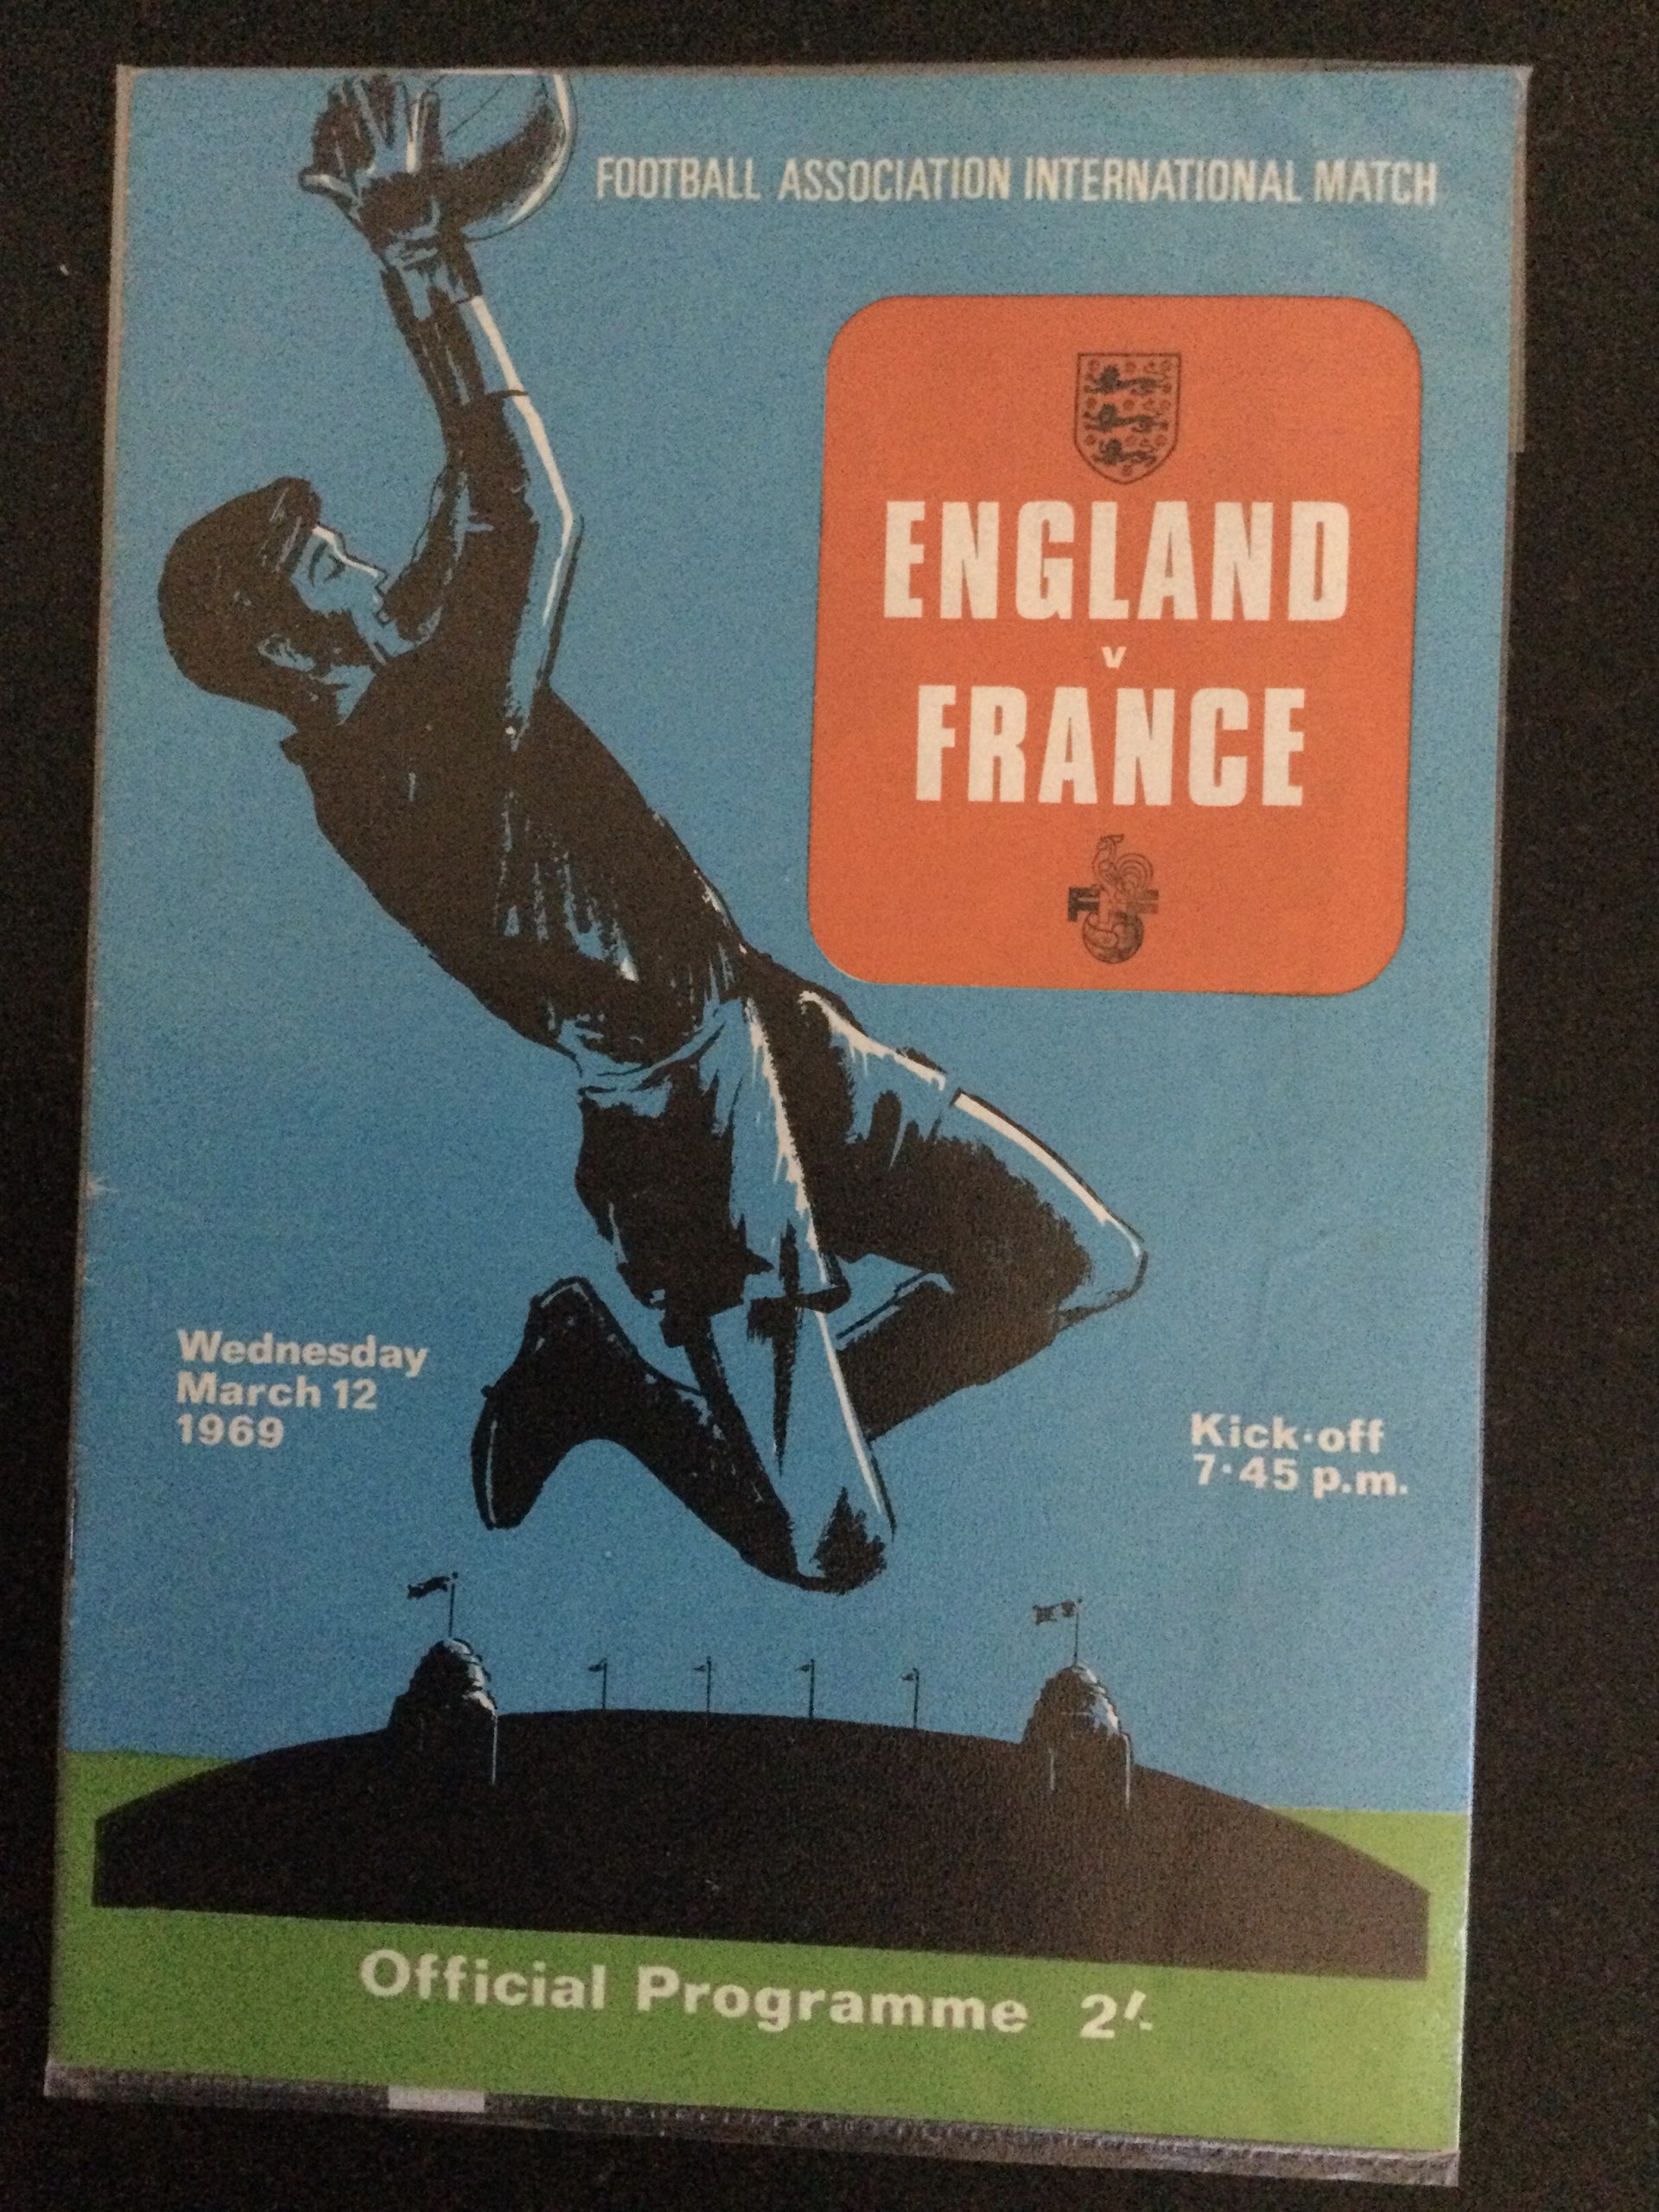 FOOTBALL ASSOCIATION INTERNATIONAL MATCH
ENGLAND
v
FRANCE
Wednesday
March 12
1969
Kick·off
7·45 p.m.
Official Programme 2/-